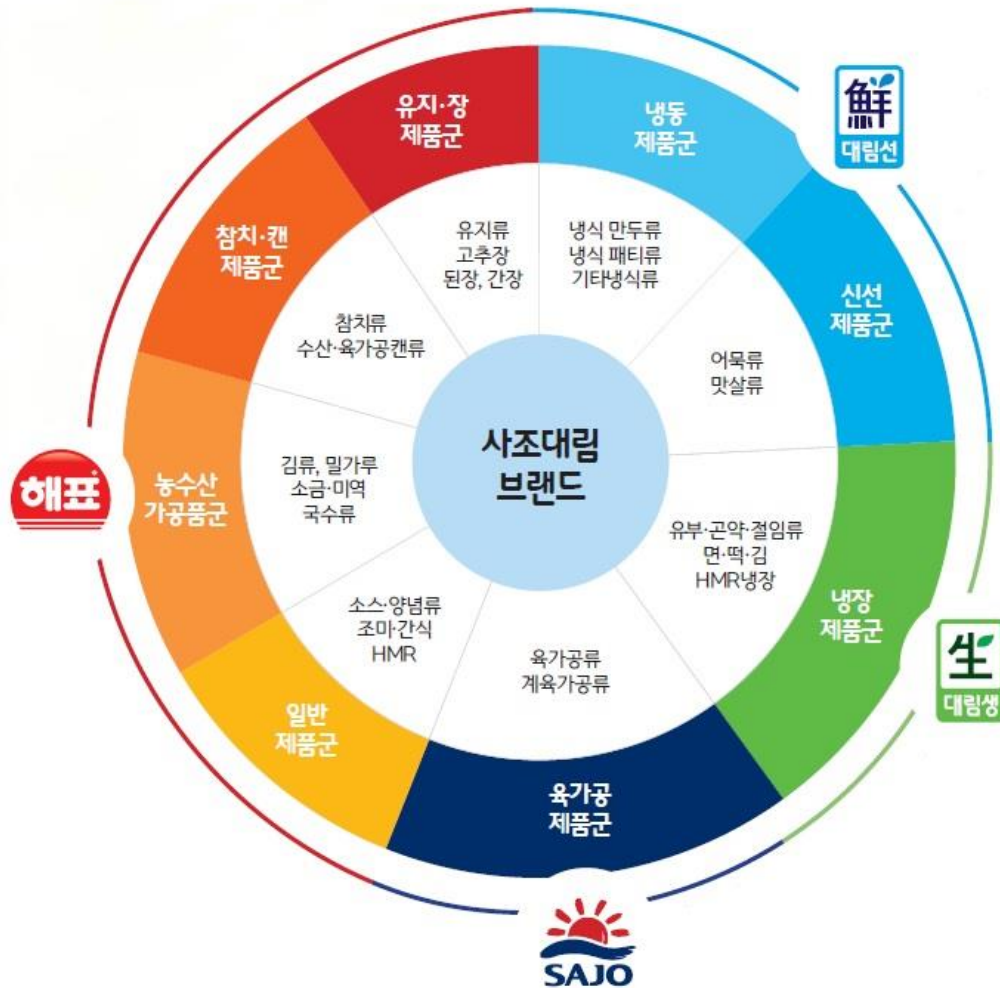 사조대림
브랜드
냉동
제품군
냉식 만두류
냉식 패티류
기타냉식류
鮮
대림선
신선
제품군
어묵류
맛살류
냉장
제품군
유부·곤약·절임류
면·떡·김
HMR냉장
生
대림생
육가공
제품군
육가공류
계육가공류
SAJO
일반
제품군
소스·양념류
조미·간식
HMR
농수산
가공품군
김류, 밀가루
소금·미역
국수류
해표
참치·캔
제품군
참치류
수산·육가공캔류
유지·장
제품군
유지류
고추장
된장, 간장